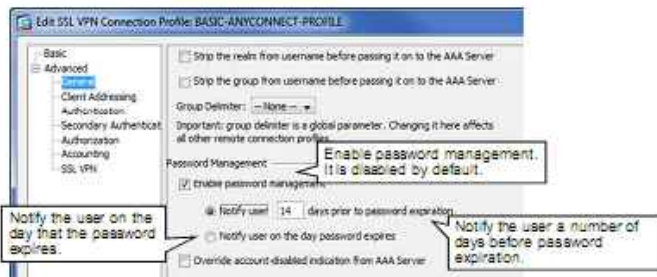 Edit SSL VPN Connection Profile: BASIC-ANYCONNECT-PROFILE
Basic
Advanced
General
Client Addressing
Authentication
Secondary Authenticat
Authorization
Accounting
SSL VPN
Strip the realm from username before passing it on to the AAA Server
Strip the group from username before passing it on to the AAA Server
Group Delimiter: -- None --
Important: group delimiter is a global parameter. Changing it here affects
all other remote connection profiles.
Password Management
Enable password management.
It is disabled by default.
Enable password management
Notify user 14 days prior to password expiration
Notify user on the day password expires
Override account-disabled indication from AAA Server
Notify the user on the
day that the password
expires.
Notify the user a number of
days before password
expiration.